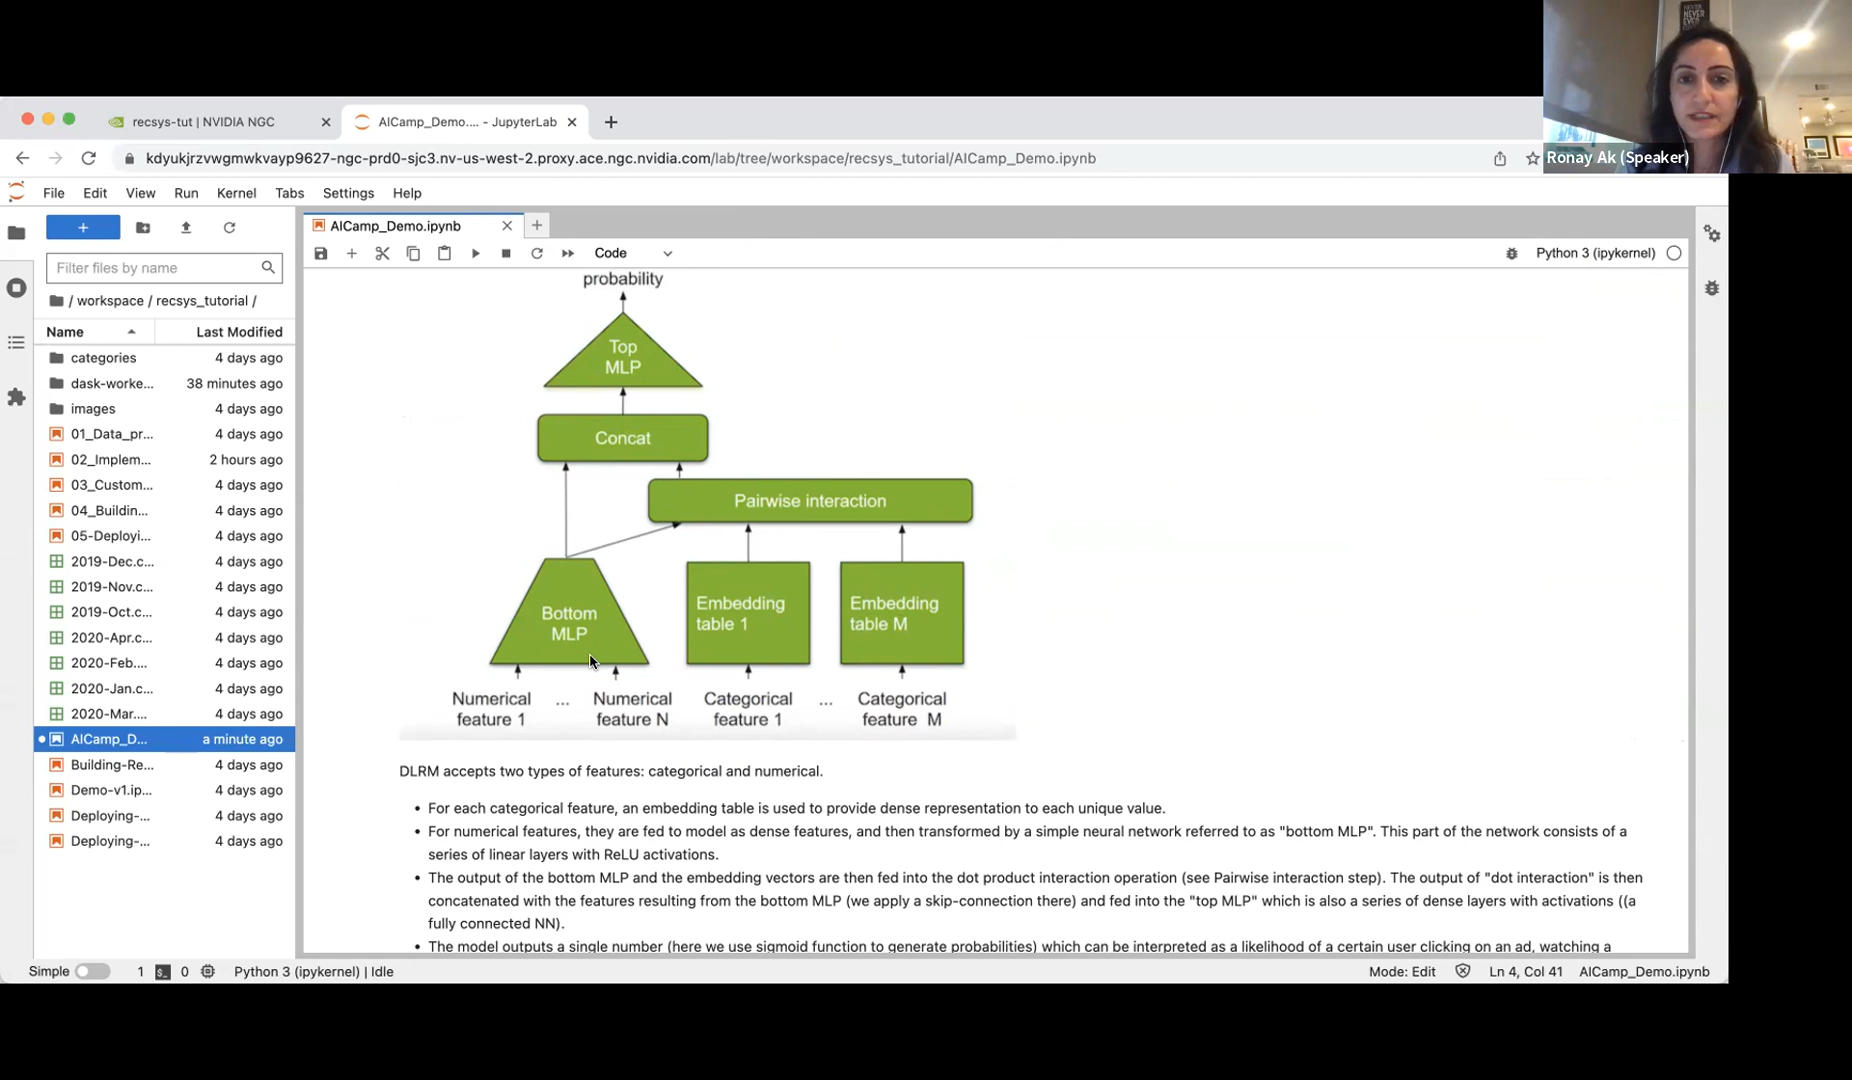 NEVER
NEVER
EVER
Ronay Ak (Speaker)
recsys-tut | NVIDIA NGC
AICamp_Demo.... - JupyterLab
kdyukjrzvwgmwkvayp9627-ngc-prd0-sjc3.nv-us-west-2.proxy.ace.ngc.nvidia.com/lab/tree/workspace/recsys_tutorial/AICamp_Demo.ipynb
File Edit View Run Kernel Tabs Settings Help
Filter files by name
/ workspace / recsys_tutorial /
Name Last Modified
categories 4 days ago
dask-worke... 38 minutes ago
images 4 days ago
01_Data_pr... 4 days ago
02_Implem... 2 hours ago
03_Custom... 4 days ago
04_Buildin... 4 days ago
05-Deployi... 4 days ago
2019-Dec.c... 4 days ago
2019-Nov.c... 4 days ago
2019-Oct.c... 4 days ago
2020-Apr.c... 4 days ago
2020-Feb.... 4 days ago
2020-Jan.c... 4 days ago
2020-Mar.... 4 days ago
AICamp_D... a minute ago
Building-Re... 4 days ago
Demo-v1.ip... 4 days ago
Deploying-... 4 days ago
Deploying-... 4 days ago
AICamp_Demo.ipynb
Code
Python 3 (ipykernel)
probability
Top
MLP
Concat
Pairwise interaction
Bottom
MLP
Embedding
table 1
Embedding
table M
Numerical
feature 1
...
Numerical
feature N
Categorical
feature 1
...
Categorical
feature M
DLRM accepts two types of features: categorical and numerical.
• For each categorical feature, an embedding table is used to provide dense representation to each unique value.
• For numerical features, they are fed to model as dense features, and then transformed by a simple neural network referred to as "bottom MLP". This part of the network consists of a
series of linear layers with ReLU activations.
• The output of the bottom MLP and the embedding vectors are then fed into the dot product interaction operation (see Pairwise interaction step). The output of "dot interaction" is then
concatenated with the features resulting from the bottom MLP (we apply a skip-connection there) and fed into the "top MLP" which is also a series of dense layers with activations ((a
fully connected NN).
• The model outputs a single number (here we use sigmoid function to generate probabilities) which can be interpreted as a likelihood of a certain user clicking on an ad, watching a
Simple 1 $_ 0 Python 3 (ipykernel) | Idle
Mode: Edit Ln 4, Col 41 AICamp_Demo.ipynb